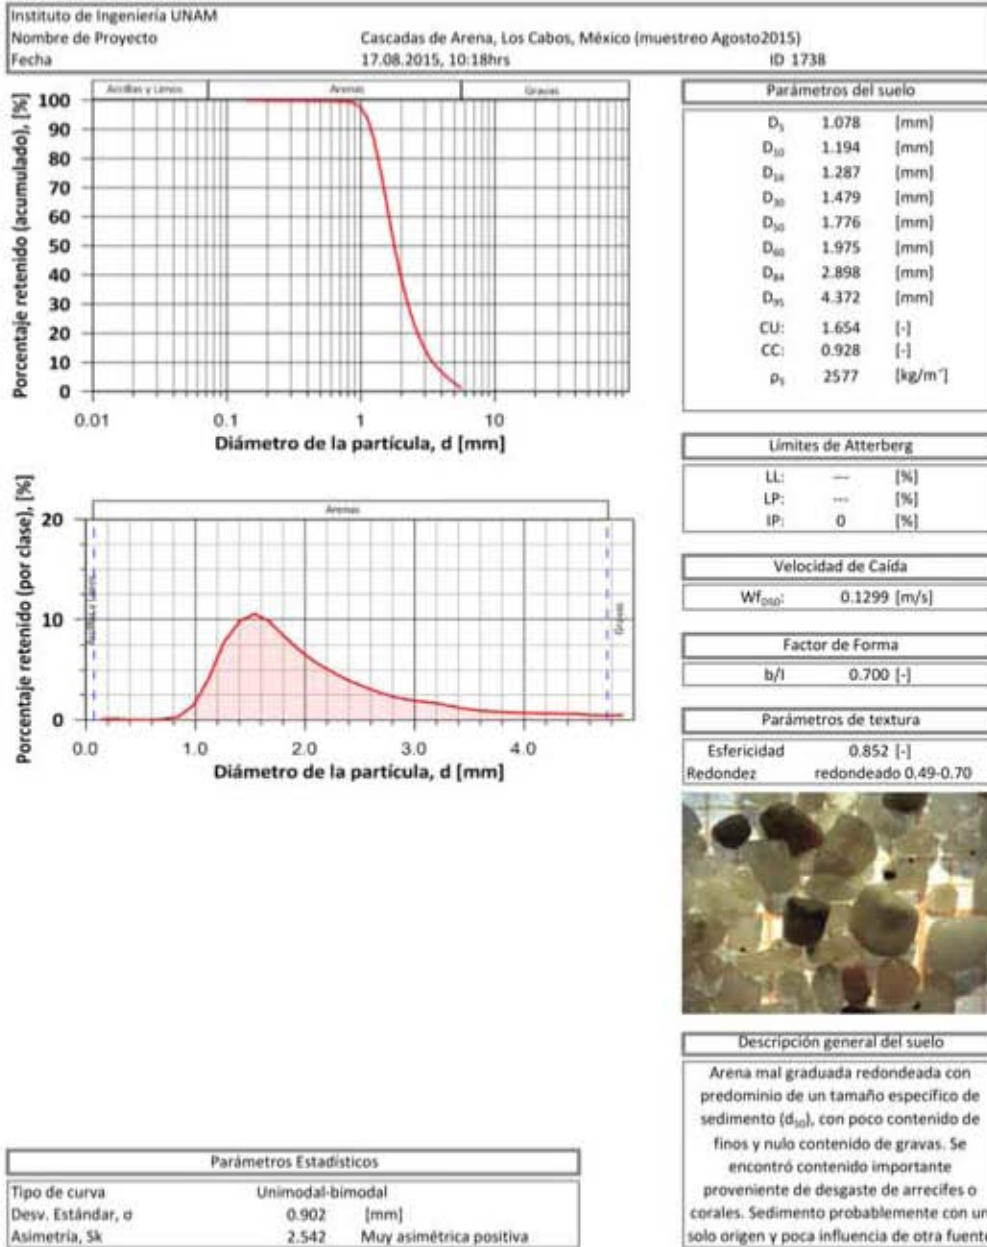 Instituto de Ingeniería UNAM
Nombre de Proyecto Cascadas de Arena, Los Cabos, México (muestreo Agosto2015)
Fecha 17.08.2015, 10:18hrs ID 1738
Arcillas y Limos Arenas Gravas
Porcentaje retenido (acumulado), [%]
100
90
80
70
60
50
40
30
20
10
0
0.01 0.1 1 10
Diámetro de la partícula, d [mm]
Arenas
Porcentaje retenido (por clase), [%]
20
10
0
Gravas
0.0 1.0 2.0 3.0 4.0
Diámetro de la partícula, d [mm]
Parámetros Estadísticos
Tipo de curva Unimodal-bimodal
Desv. Estándar, σ 0.902 [mm]
Asimetría, Sk 2.542 Muy asimétrica positiva
Parámetros del suelo
D₅ 1.078 [mm]
D₁₀ 1.194 [mm]
D₁₆ 1.287 [mm]
D₃₀ 1.479 [mm]
D₅₀ 1.776 [mm]
D₆₀ 1.975 [mm]
D₈₄ 2.898 [mm]
D₉₅ 4.372 [mm]
CU: 1.654 [-]
CC: 0.928 [-]
ρₛ 2577 [kg/m³]
Límites de Atterberg
LL: --- [%]
LP: --- [%]
IP: 0 [%]
Velocidad de Caída
Wf_D50: 0.1299 [m/s]
Factor de Forma
b/l 0.700 [-]
Parámetros de textura
Esfericidad 0.852 [-]
Redondez redondeado 0.49-0.70
Descripción general del suelo
Arena mal graduada redondeada con
predominio de un tamaño específico de
sedimento (d₅₀), con poco contenido de
finos y nulo contenido de gravas. Se
encontró contenido importante
proveniente de desgaste de arrecifes o
corales. Sedimento probablemente con un
solo origen y poca influencia de otra fuente